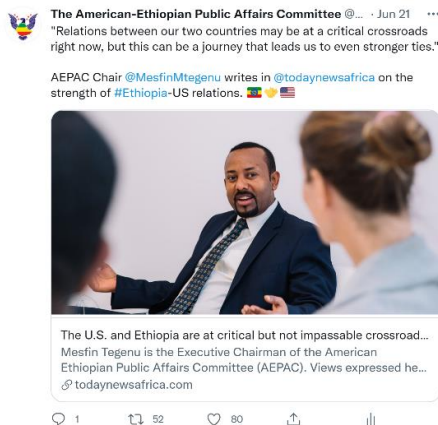 The American-Ethiopian Public Affairs Committee @... · Jun 21 ...
"Relations between our two countries may be at a critical crossroads
right now, but this can be a journey that leads us to even stronger ties."
AEPAC Chair @MesfinMtegenu writes in @todaynewsafrica on the
strength of #Ethiopia-US relations. 🇪🇹🤝🇺🇸
The U.S. and Ethiopia are at critical but not impassable crossroad...
Mesfin Tegenu is the Executive Chairman of the American
Ethiopian Public Affairs Committee (AEPAC). Views expressed he...
todaynewsafrica.com
1 52 80